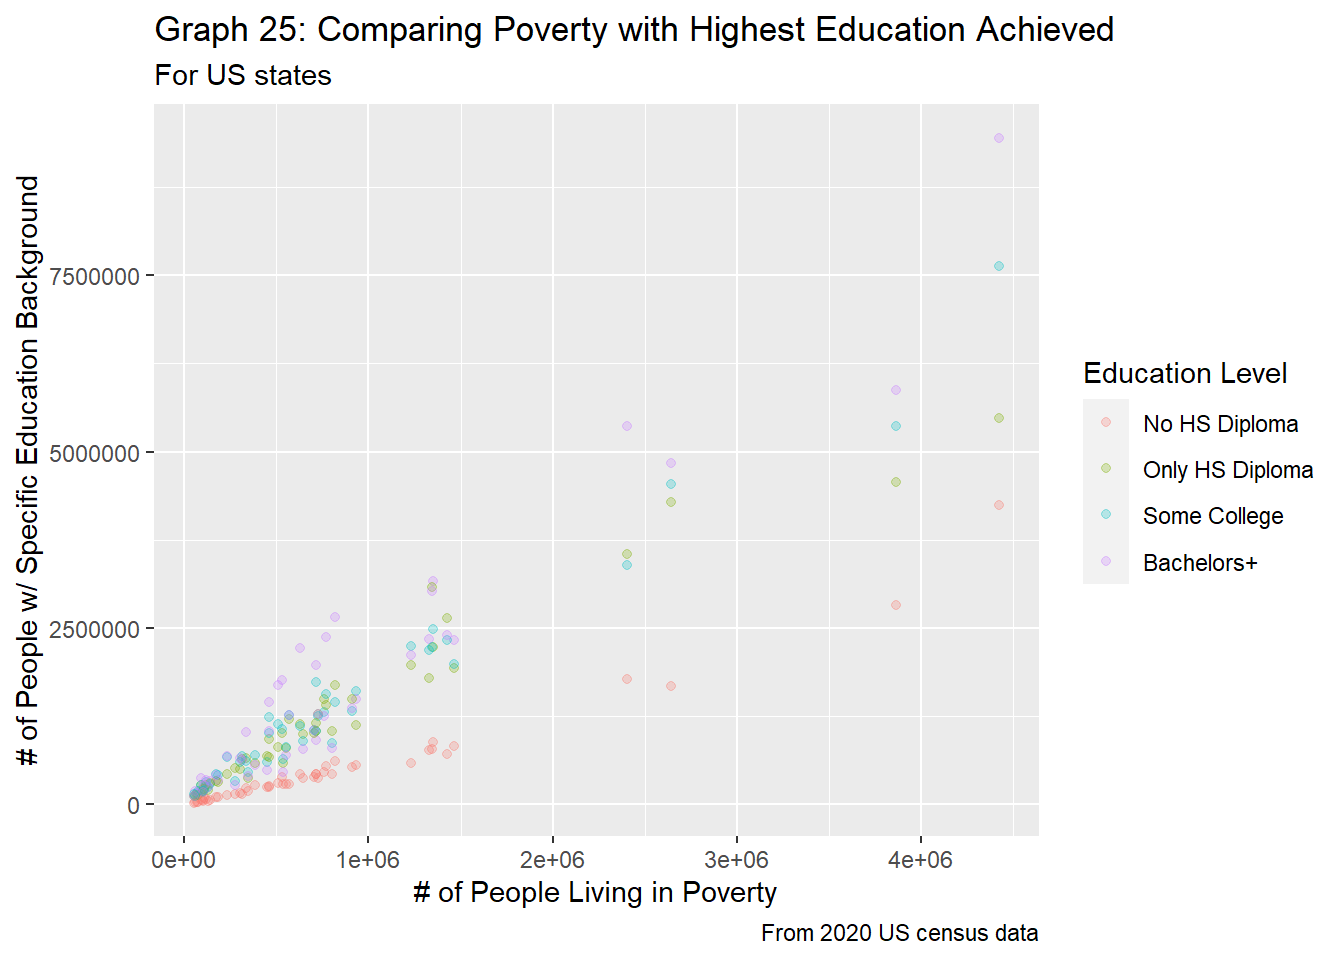 Graph 25: Comparing Poverty with Highest Education Achieved
For US states
# of People w/ Specific Education Background
7500000
5000000
2500000
0
0e+00
1e+06
2e+06
3e+06
4e+06
# of People Living in Poverty
Education Level
No HS Diploma
Only HS Diploma
Some College
Bachelors+
From 2020 US census data